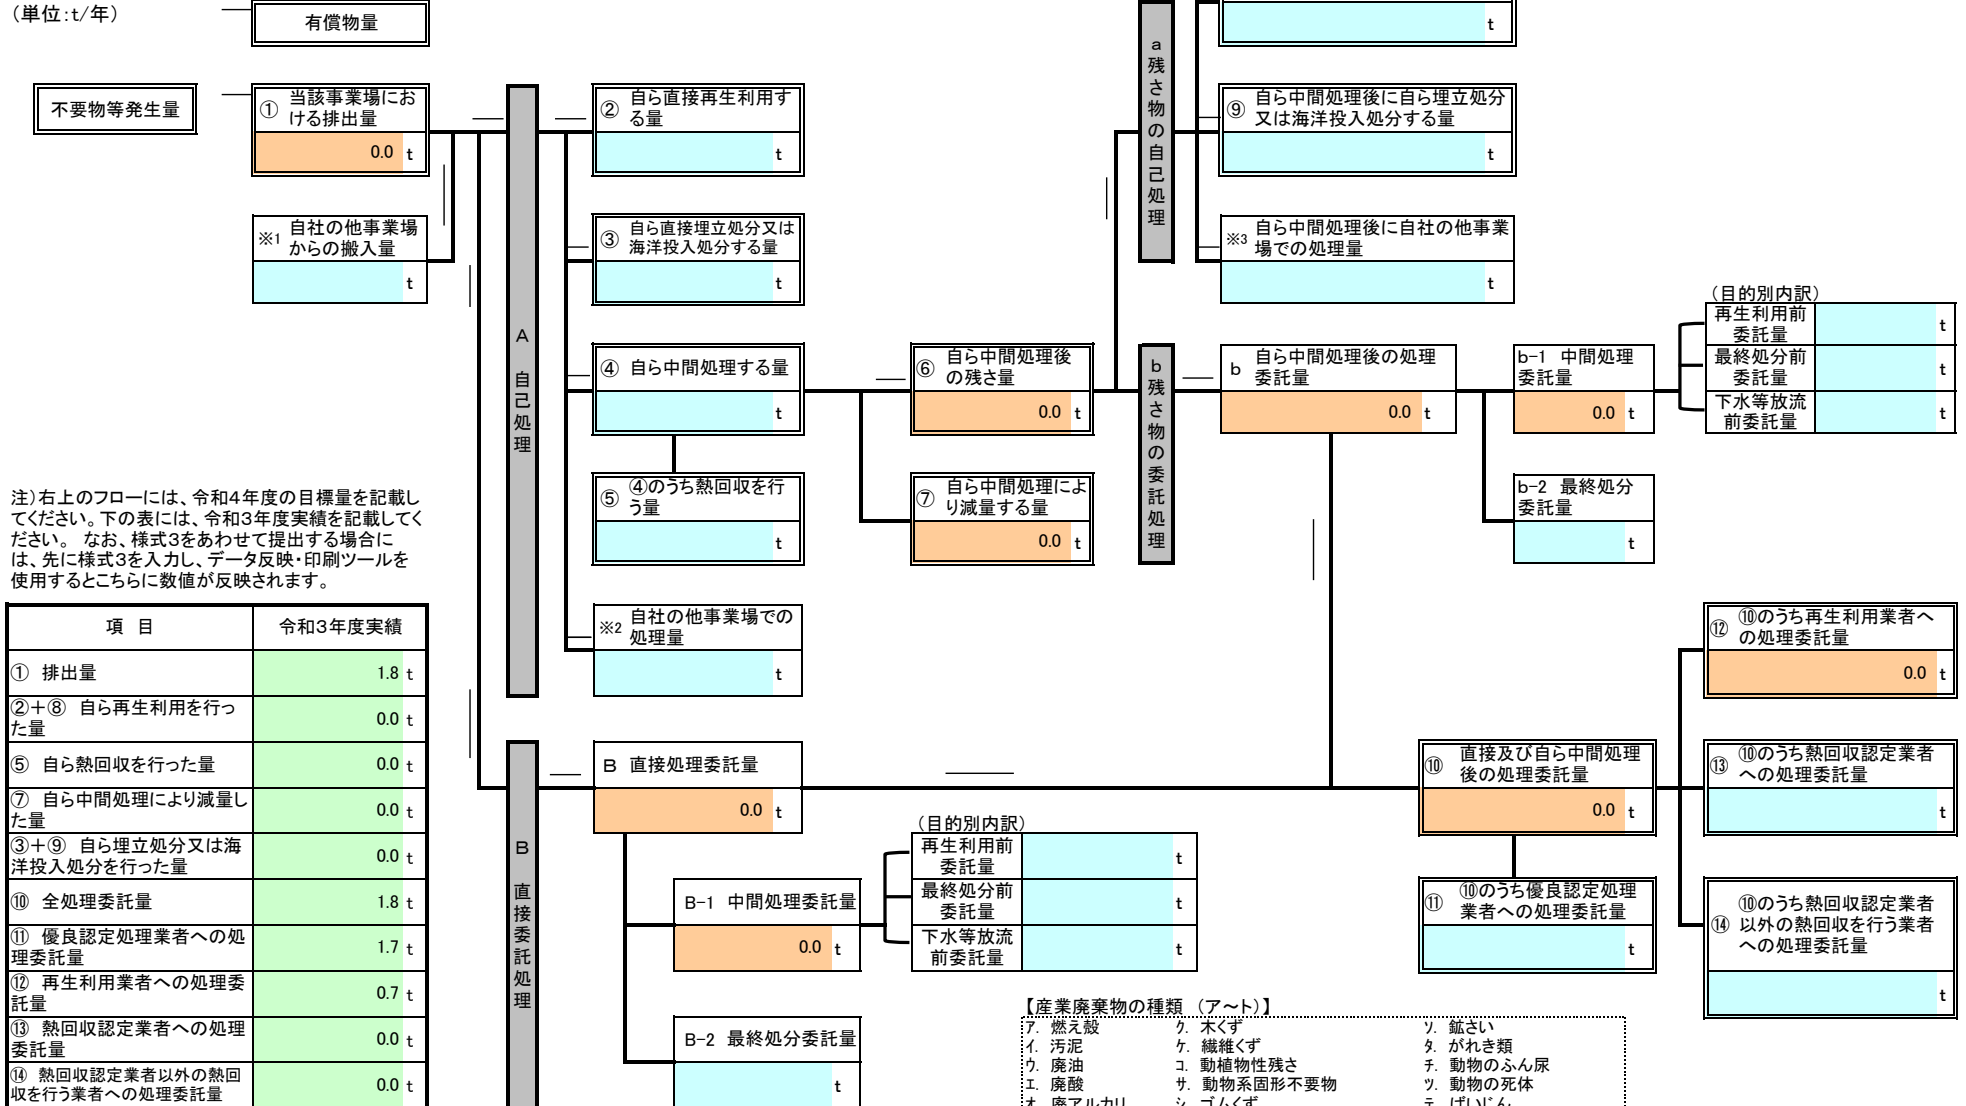 （単位:t/年）
有償物量
t
不要物等発生量
① 当該事業場にお
ける排出量
0.0 t
※1 自社の他事業場
からの搬入量
t
A 自己処理
② 自ら直接再生利用す
る量
t
③ 自ら直接埋立処分又は
海洋投入処分する量
t
④ 自ら中間処理する量
t
⑤ ④のうち熱回収を行
う量
t
※2 自社の他事業場での
処理量
t
⑥ 自ら中間処理後
の残さ量
0.0 t
⑦ 自ら中間処理によ
り減量する量
0.0 t
a残さ物の自己処理
⑨ 自ら中間処理後に自ら埋立処分
又は海洋投入処分する量
t
※3 自ら中間処理後に自社の他事業
場での処理量
t
b残さ物の委託処理
b 自ら中間処理後の処理
委託量
0.0 t
b-1 中間処理
委託量
0.0 t
b-2 最終処分
委託量
t
（目的別内訳）
再生利用前
委託量
t
最終処分前
委託量
t
下水等放流
前委託量
t
注)右上のフローには、令和4年度の目標量を記載し
てください。下の表には、令和3年度実績を記載してく
ださい。 なお、様式3をあわせて提出する場合に
は、先に様式3を入力し、データ反映・印刷ツールを
使用するとこちらに数値が反映されます。
項 目 令和3年度実績
① 排出量 1.8 t
②＋⑧ 自ら再生利用を行っ
た量
0.0 t
⑤ 自ら熱回収を行った量 0.0 t
⑦ 自ら中間処理により減量し
た量
0.0 t
③＋⑨ 自ら埋立処分又は海
洋投入処分を行った量
0.0 t
⑩ 全処理委託量 1.8 t
⑪ 優良認定処理業者への処
理委託量
1.7 t
⑫ 再生利用業者への処理委
託量
0.7 t
⑬ 熱回収認定業者への処理
委託量
0.0 t
⑭ 熱回収認定業者以外の熱回
収を行う業者への処理委託量
0.0 t
B 直接委託処理
B 直接処理委託量
0.0 t
B-1 中間処理委託量
0.0 t
B-2 最終処分委託量
t
（目的別内訳）
再生利用前
委託量
t
最終処分前
委託量
t
下水等放流
前委託量
t
⑩ 直接及び自ら中間処理
後の処理委託量
0.0 t
⑪ ⑩のうち優良認定処理
業者への処理委託量
t
⑫ ⑩のうち再生利用業者へ
の処理委託量
0.0 t
⑬ ⑩のうち熱回収認定業者
への処理委託量
t
⑭ ⑩のうち熱回収認定業者
以外の熱回収を行う業者
への処理委託量
t
【産業廃棄物の種類 （ア～ト）】
ア. 燃え殻 ク. 木くず ソ. 鉱さい
イ. 汚泥 ケ. 繊維くず タ. がれき類
ウ. 廃油 コ. 動植物性残さ チ. 動物のふん尿
エ. 廃酸 サ. 動物系固形不要物 ツ. 動物の死体
オ. 廃アルカリ シ. ゴムくず テ. ばいじん